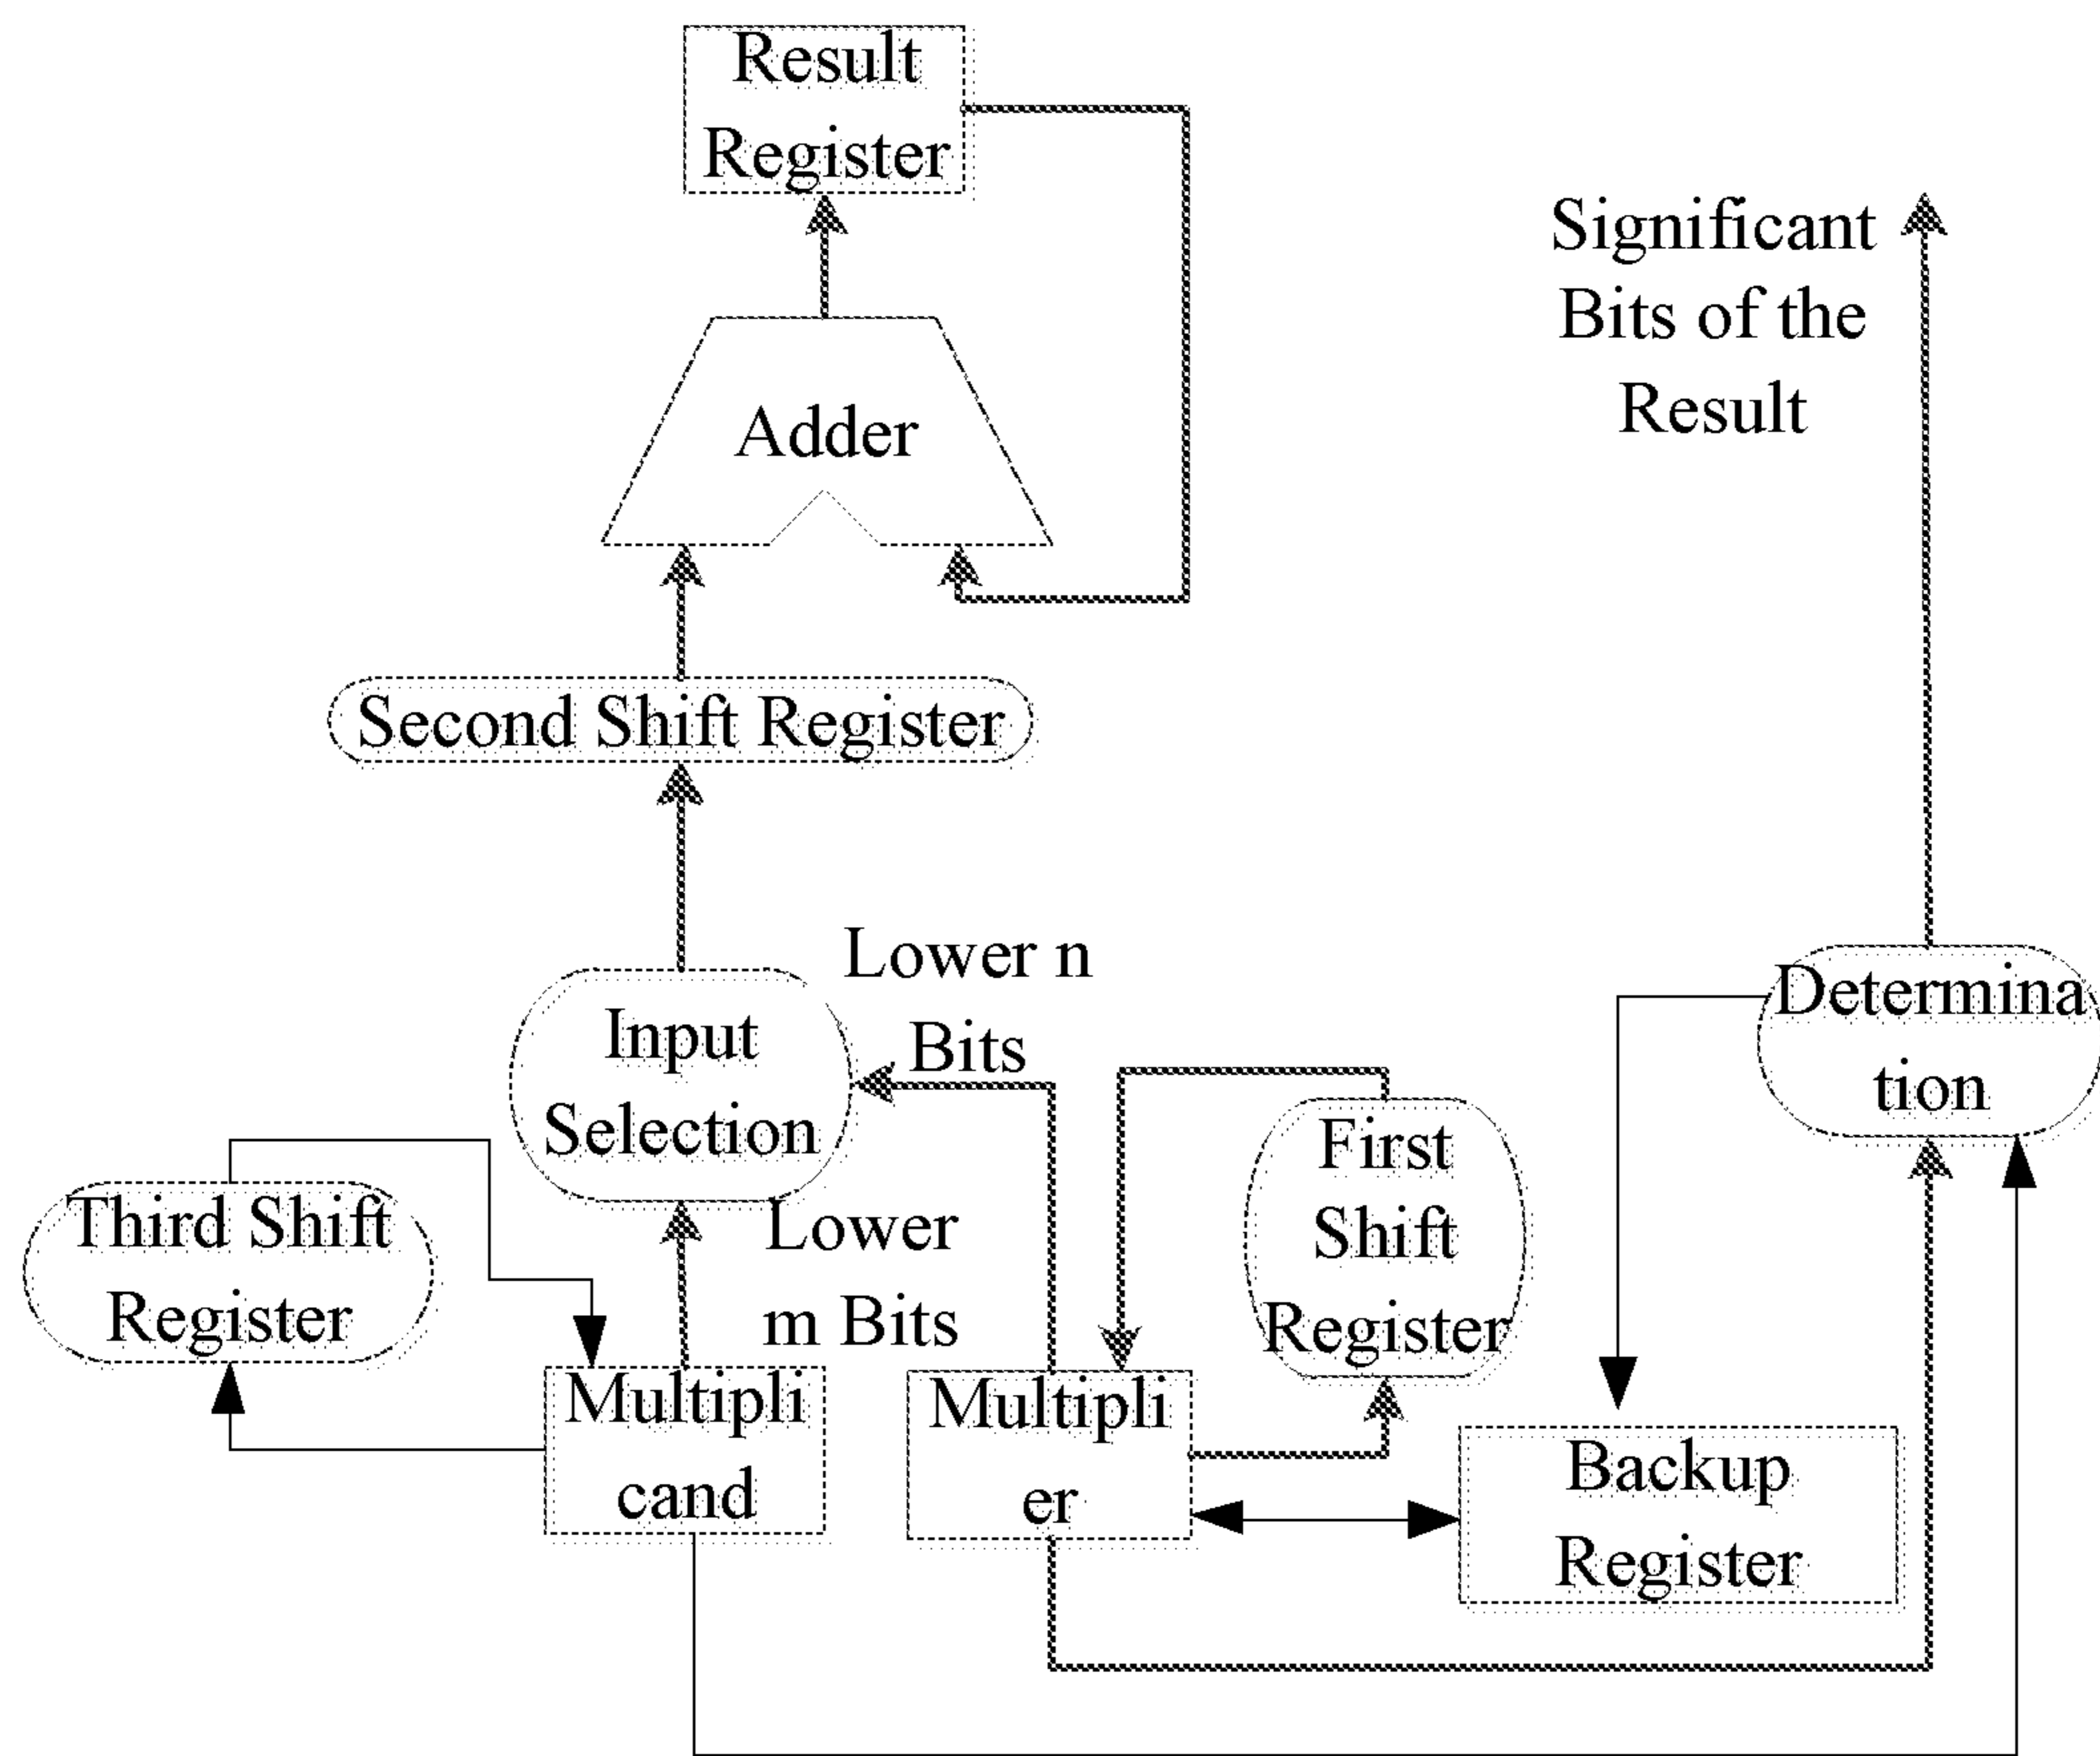 Result
Register
Significant
Bits of the
Result
Adder
Second Shift Register
Lower n
Bits
Input
Selection
Determina
tion
First
Shift
Register
Third Shift
Register
Lower
m Bits
Multipli
cand
Multipli
er
Backup
Register